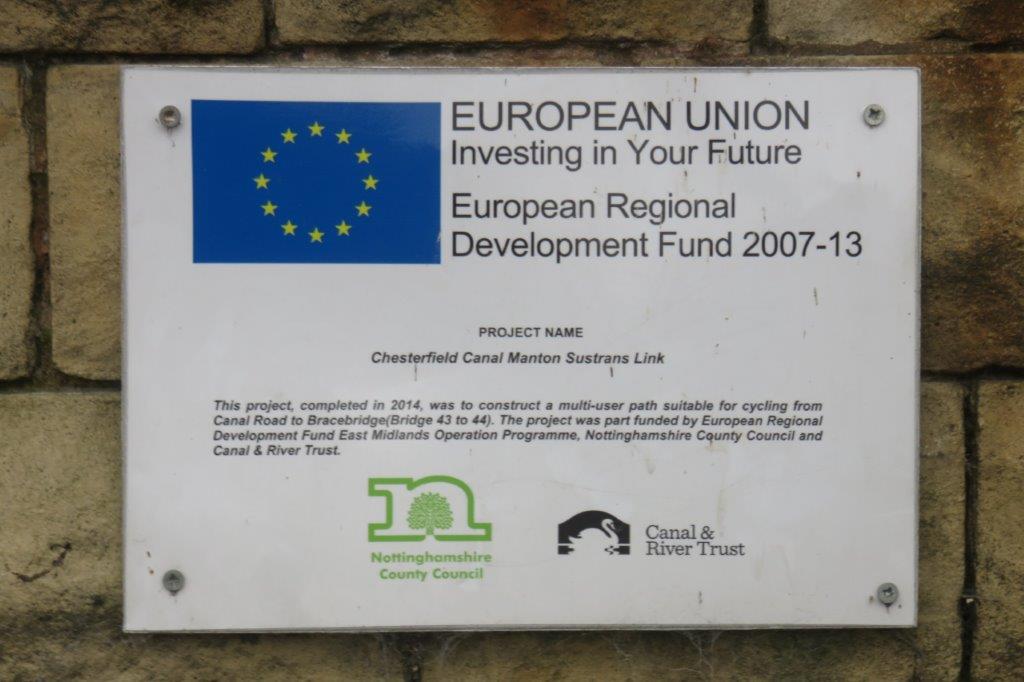 EUROPEAN UNION
Investing in Your Future
European Regional
Development Fund 2007-13
PROJECT NAME
Chesterfield Canal Manton Sustrans Link
This project, completed in 2014, was to construct a multi-user path suitable for cycling from
Canal Road to Bracebridge(Bridge 43 to 44). The project was part funded by European Regional
Development Fund East Midlands Operation Programme, Nottinghamshire County Council and
Canal & River Trust.
n
Nottinghamshire
County Council
Canal &
River Trust